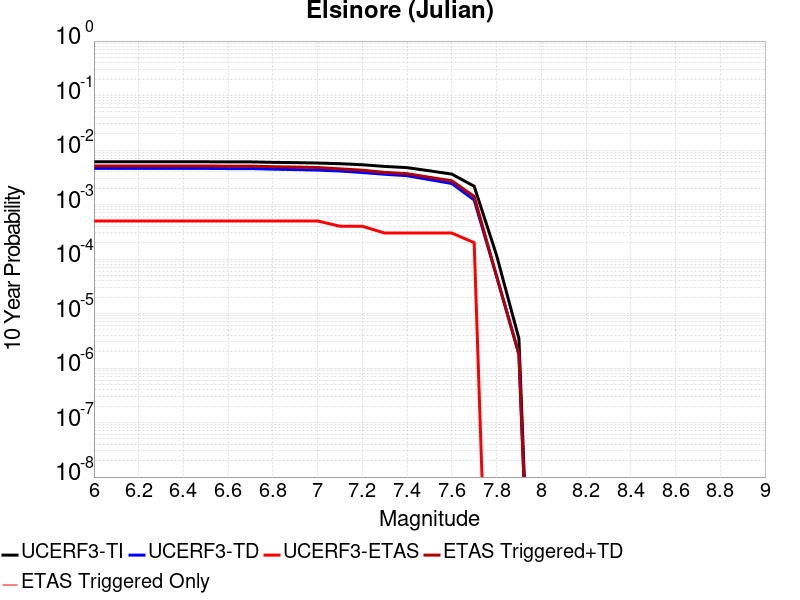 Elsinore (Julian)
10 Year Probability
10^0
10^-1
10^-2
10^-3
10^-4
10^-5
10^-6
10^-7
10^-8
6 6.2 6.4 6.6 6.8 7 7.2 7.4 7.6 7.8 8 8.2 8.4 8.6 8.8 9
Magnitude
UCERF3-TI UCERF3-TD UCERF3-ETAS ETAS Triggered+TD
ETAS Triggered Only